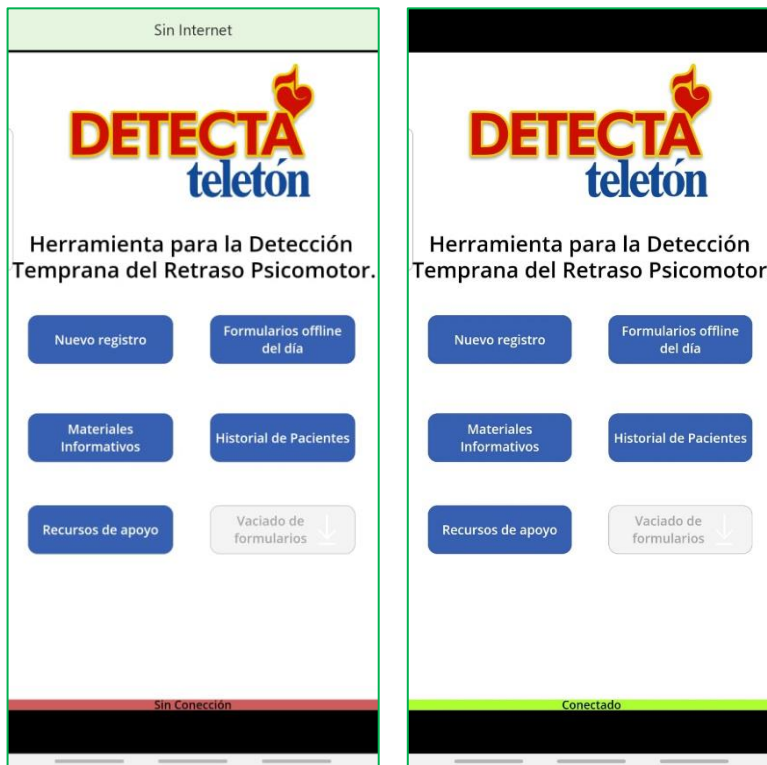 Sin Internet
DETECTA
teletón
Herramienta para la Detección
Temprana del Retraso Psicomotor.
Nuevo registro
Formularios offline
del día
Materiales
Informativos
Historial de Pacientes
Recursos de apoyo
Vaciado de
formularios
Sin Conección
DETECTA
teletón
Herramienta para la Detección
Temprana del Retraso Psicomotor
Nuevo registro
Formularios offline
del día
Materiales
Informativos
Historial de Pacientes
Recursos de apoyo
Vaciado de
formularios
Conectado